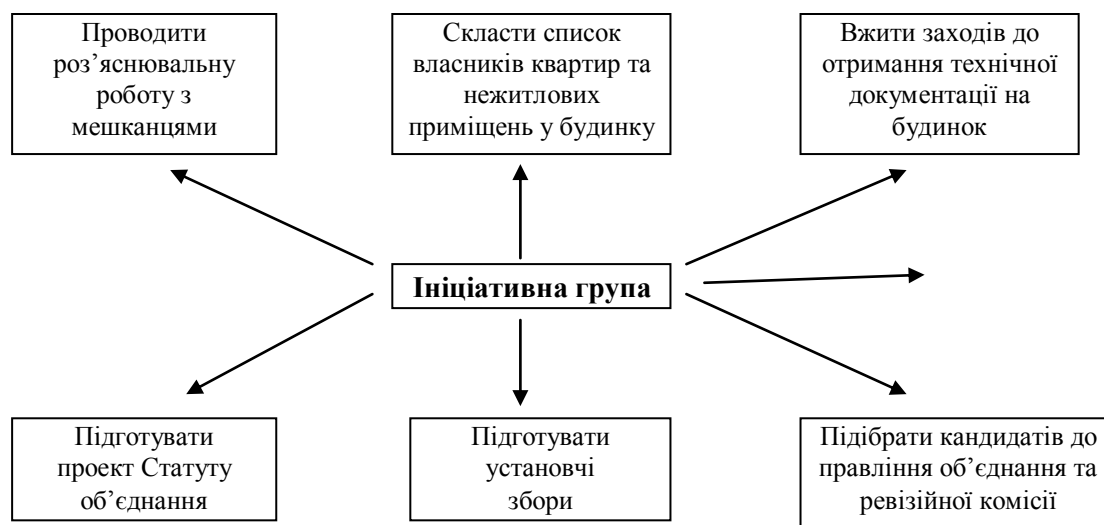 Проводити
роз’яснювальну
роботу з
мешканцями
Скласти список
власників квартир та
нежитлових
приміщень у будинку
Вжити заходів до
отримання технічної
документації на
будинок
Ініціативна група
Підготувати
проект Статуту
об’єднання
Підготувати
установчі
збори
Підібрати кандидатів до
правління об’єднання та
ревізійної комісії